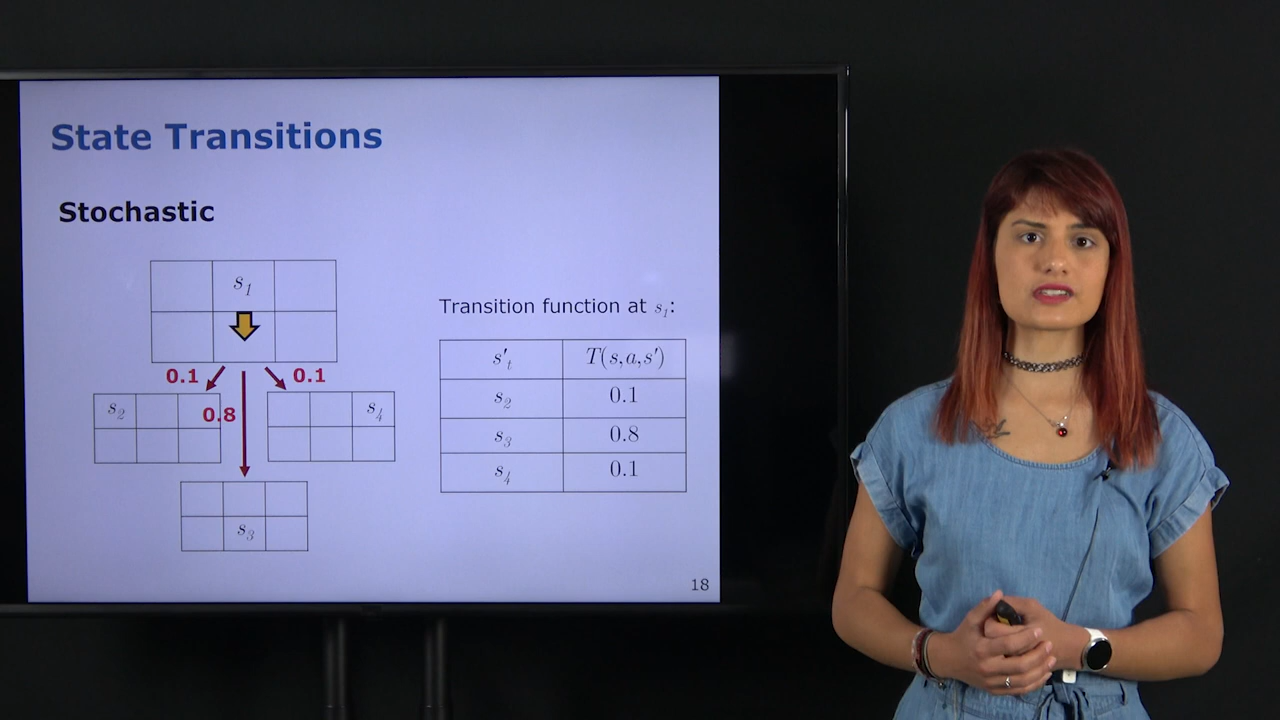 State Transitions
Stochastic
s₁
0.1 0.1
s₂ 0.8 s₄
s₃
Transition function at s₁:
s'ₜ T(s,a,s')
s₂ 0.1
s₃ 0.8
s₄ 0.1
18